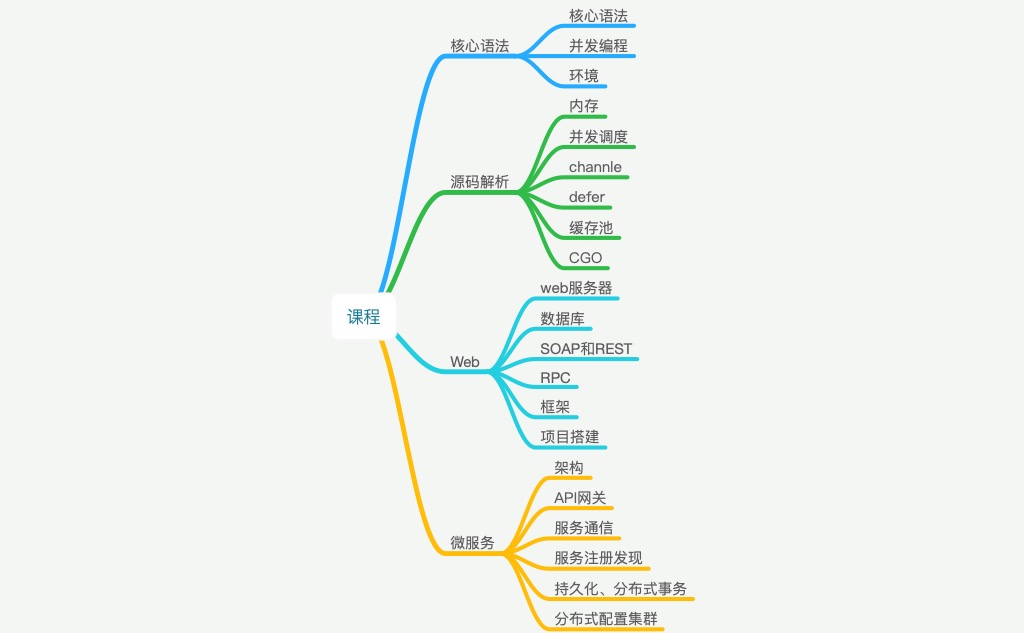 课程
核心语法
核心语法
并发编程
环境
源码解析
内存
并发调度
channle
defer
缓存池
CGO
Web
web服务器
数据库
SOAP和REST
RPC
框架
项目搭建
微服务
架构
API网关
服务通信
服务注册发现
持久化、分布式事务
分布式配置集群